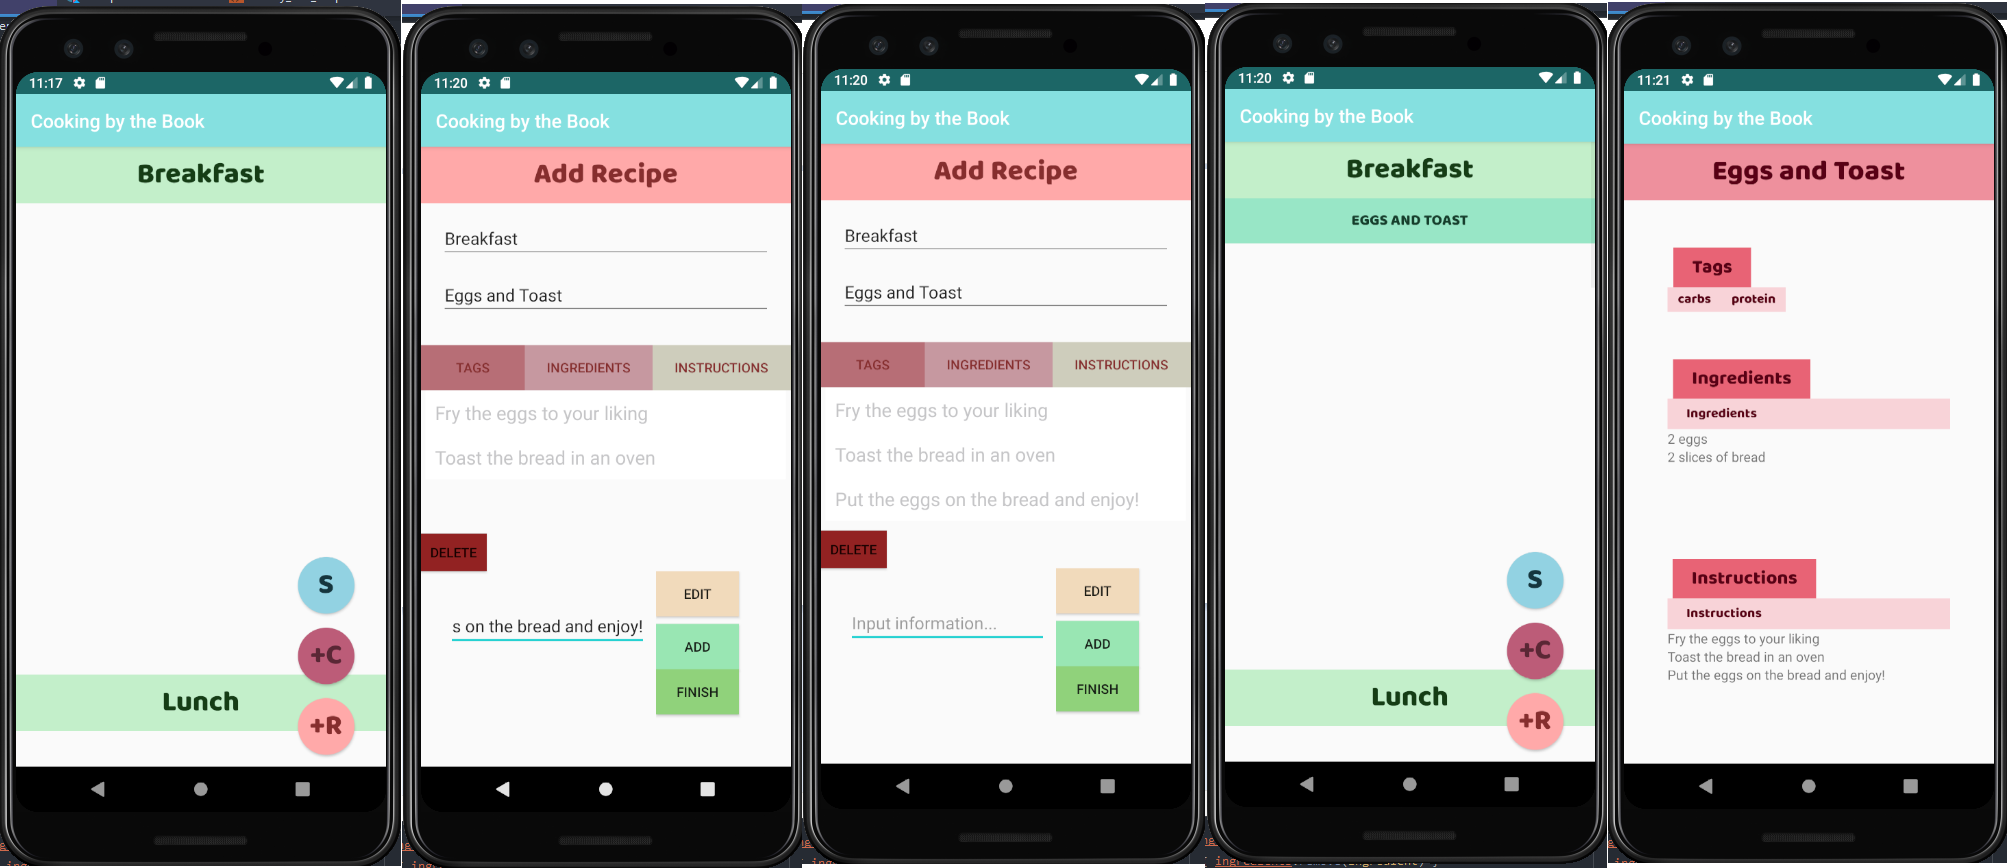 11:17
Cooking by the Book
Breakfast
S
+C
Lunch
+R
11:20
Cooking by the Book
Add Recipe
Breakfast
Eggs and Toast
TAGS INGREDIENTS INSTRUCTIONS
Fry the eggs to your liking
Toast the bread in an oven
DELETE
EDIT
s on the bread and enjoy!
ADD
FINISH
11:20
Cooking by the Book
Add Recipe
Breakfast
Eggs and Toast
TAGS INGREDIENTS INSTRUCTIONS
Fry the eggs to your liking
Toast the bread in an oven
Put the eggs on the bread and enjoy!
DELETE
EDIT
Input information...
ADD
FINISH
11:20
Cooking by the Book
Breakfast
EGGS AND TOAST
S
+C
Lunch
+R
11:21
Cooking by the Book
Eggs and Toast
Tags
carbs protein
Ingredients
Ingredients
2 eggs
2 slices of bread
Instructions
Instructions
Fry the eggs to your liking
Toast the bread in an oven
Put the eggs on the bread and enjoy!